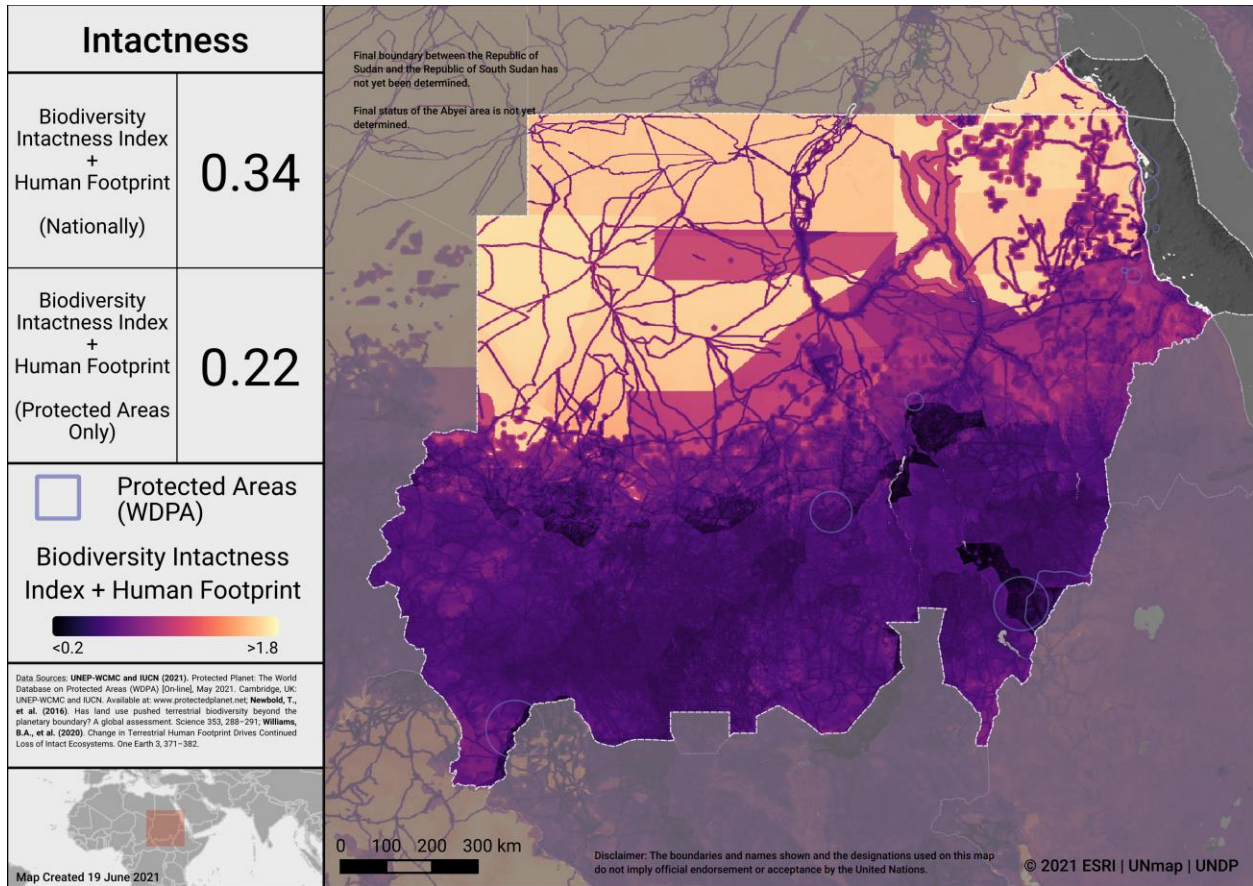 Intactness
Biodiversity
Intactness Index
+
Human Footprint
(Nationally)
0.34
Biodiversity
Intactness Index
+
Human Footprint
(Protected Areas
Only)
0.22
Protected Areas
(WDPA)
Biodiversity Intactness
Index + Human Footprint
<0.2
>1.8
Data Sources: UNEP-WCMC and IUCN (2021). Protected Planet: The World
Database on Protected Areas (WDPA) [On-line], May 2021. Cambridge, UK:
UNEP-WCMC and IUCN. Available at: www.protectedplanet.net; Newbold, T.,
et al. (2016). Has land use pushed terrestrial biodiversity beyond the
planetary boundary? A global assessment. Science 353, 288–291; Williams,
B.A., et al. (2020). Change in Terrestrial Human Footprint Drives Continued
Loss of Intact Ecosystems. One Earth 3, 371–382.
Map Created 19 June 2021
Final boundary between the Republic of
Sudan and the Republic of South Sudan has
not yet been determined.
Final status of the Abyei area is not yet
determined.
0 100 200 300 km
Disclaimer: The boundaries and names shown and the designations used on this map
do not imply official endorsement or acceptance by the United Nations.
© 2021 ESRI | UNmap | UNDP